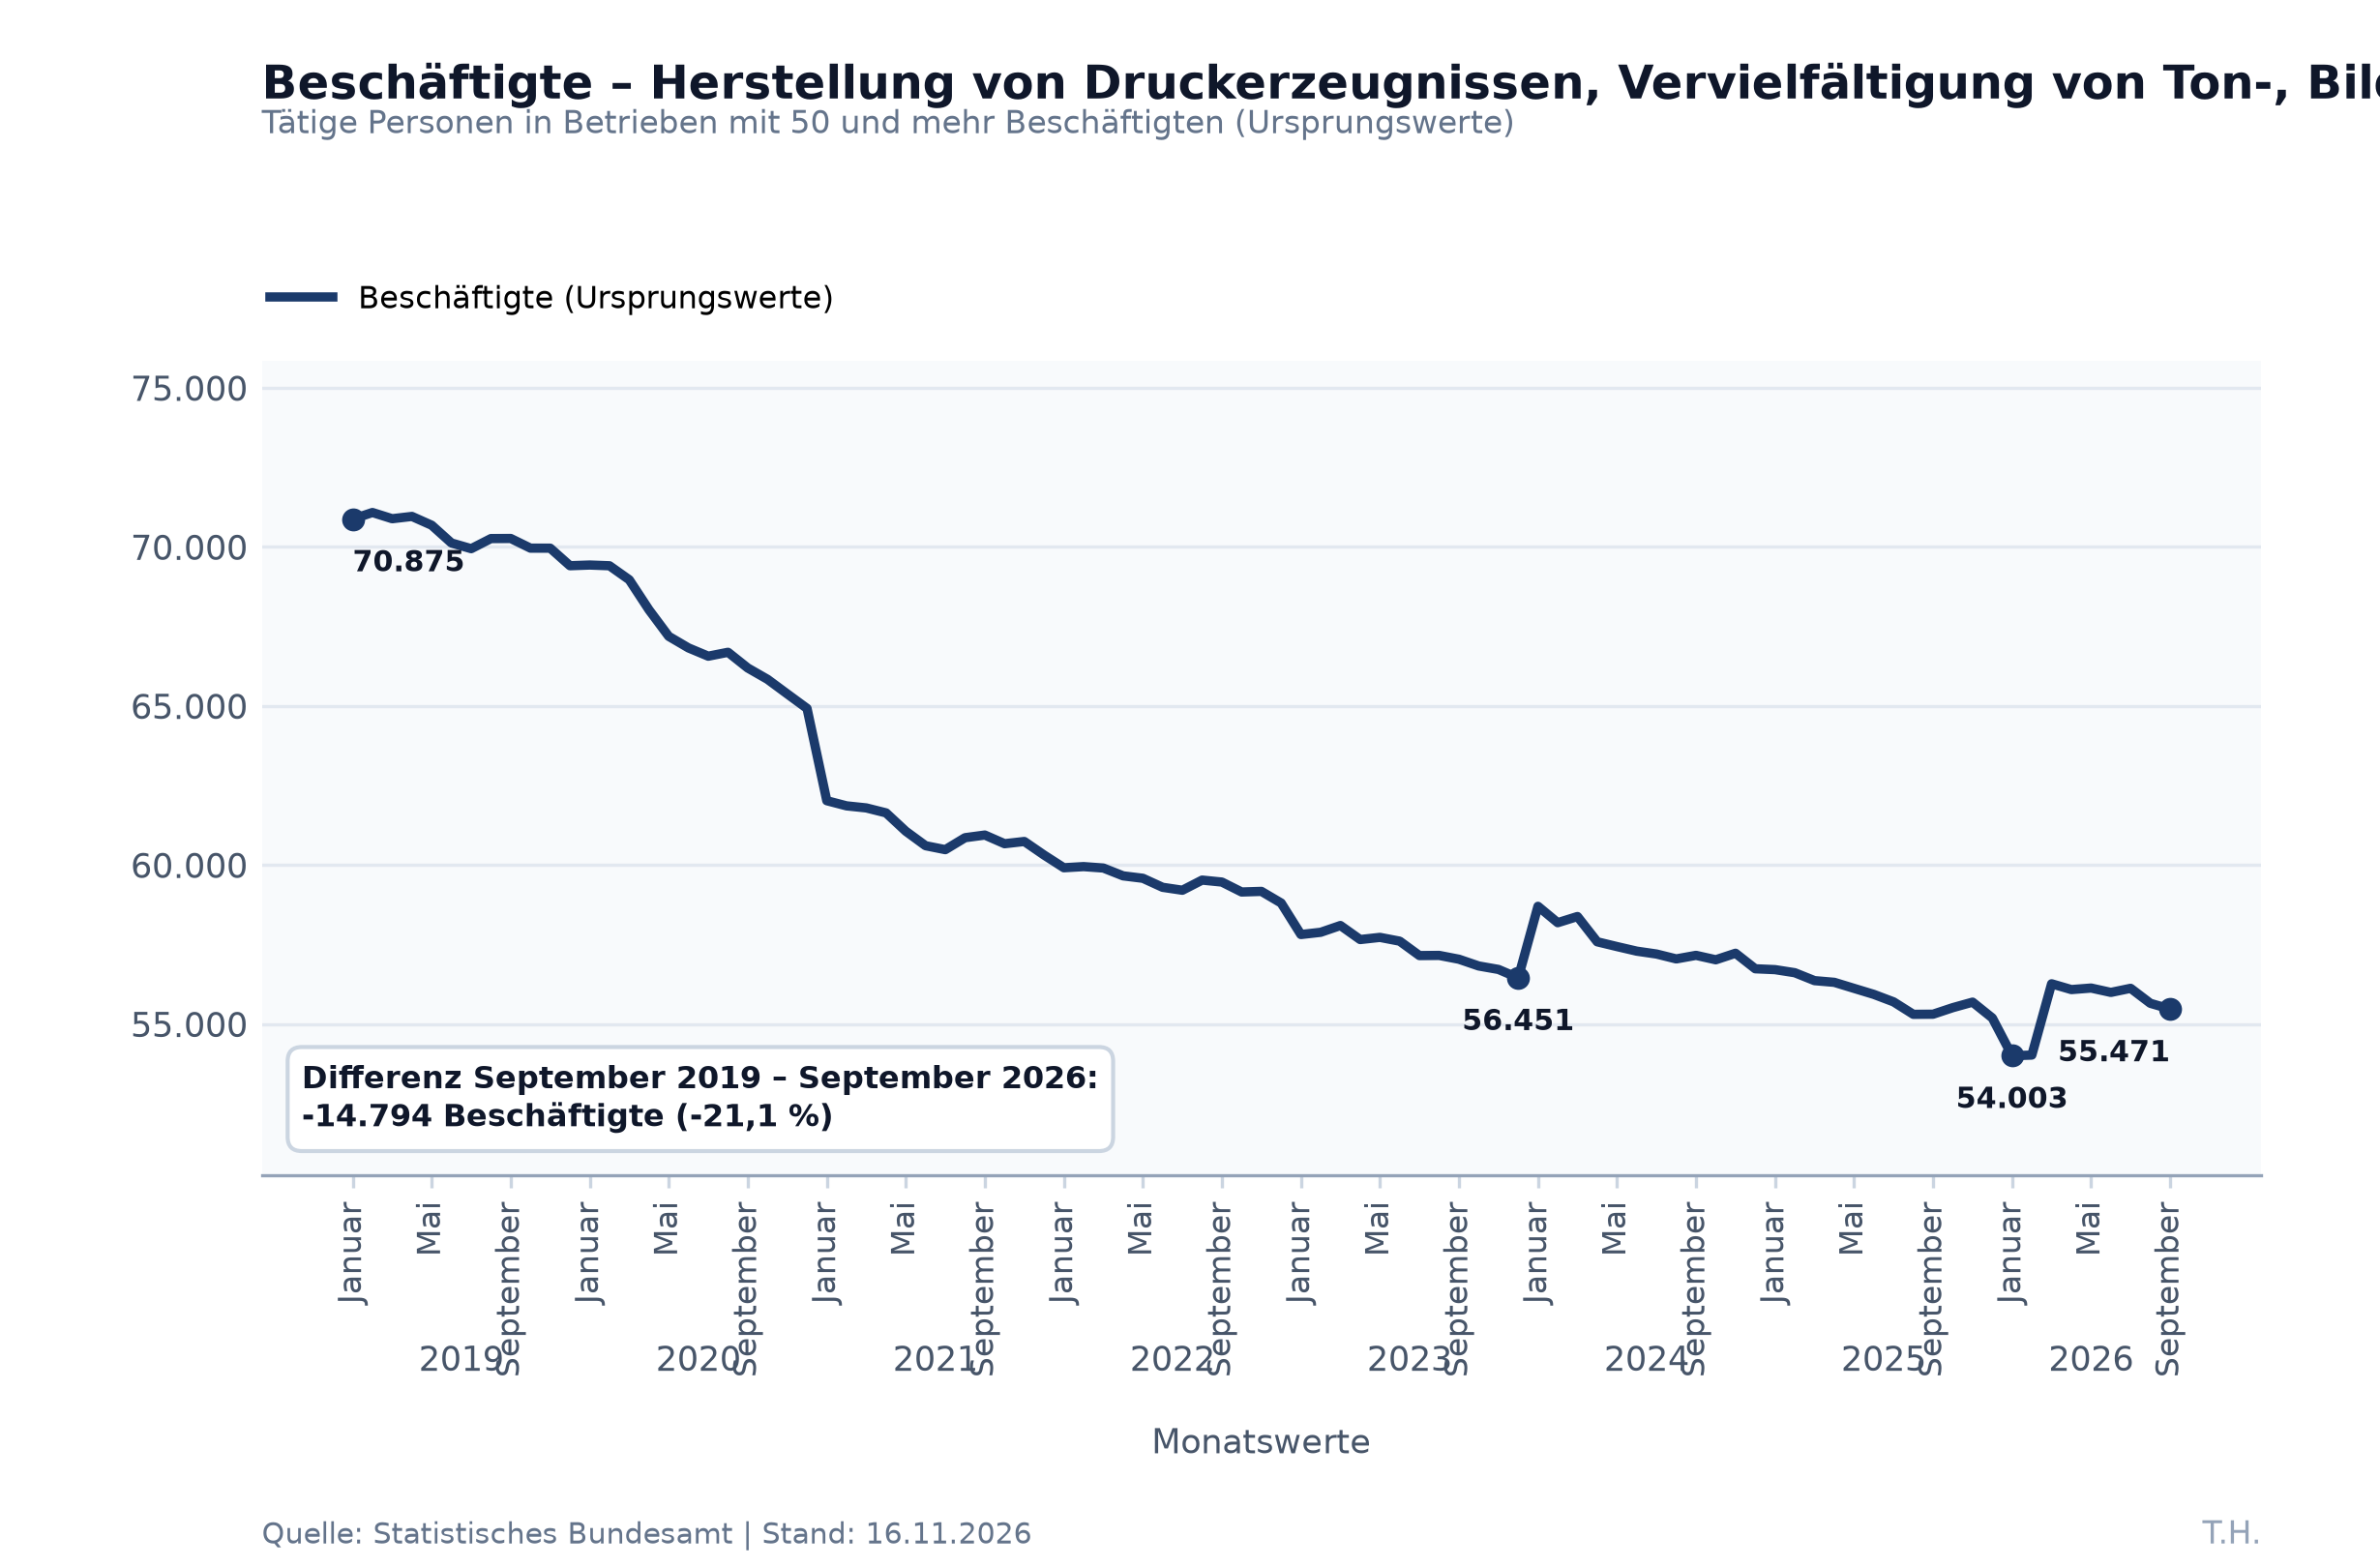 Beschäftigte – Herstellung von Druckerzeugnissen, Vervielfältigung von Ton-, Bild
Tätige Personen in Betrieben mit 50 und mehr Beschäftigten (Ursprungswerte)
Beschäftigte (Ursprungswerte)
75.000
70.000
65.000
60.000
55.000
70.875
56.451
54.003
55.471
Differenz September 2019 – September 2026:
-14.794 Beschäftigte (-21,1 %)
Januar
Mai
September
Januar
Mai
September
Januar
Mai
September
Januar
Mai
September
Januar
Mai
September
Januar
Mai
September
Januar
Mai
September
Januar
Mai
September
2019
2020
2021
2022
2023
2024
2025
2026
Monatswerte
Quelle: Statistisches Bundesamt | Stand: 16.11.2026
T.H.